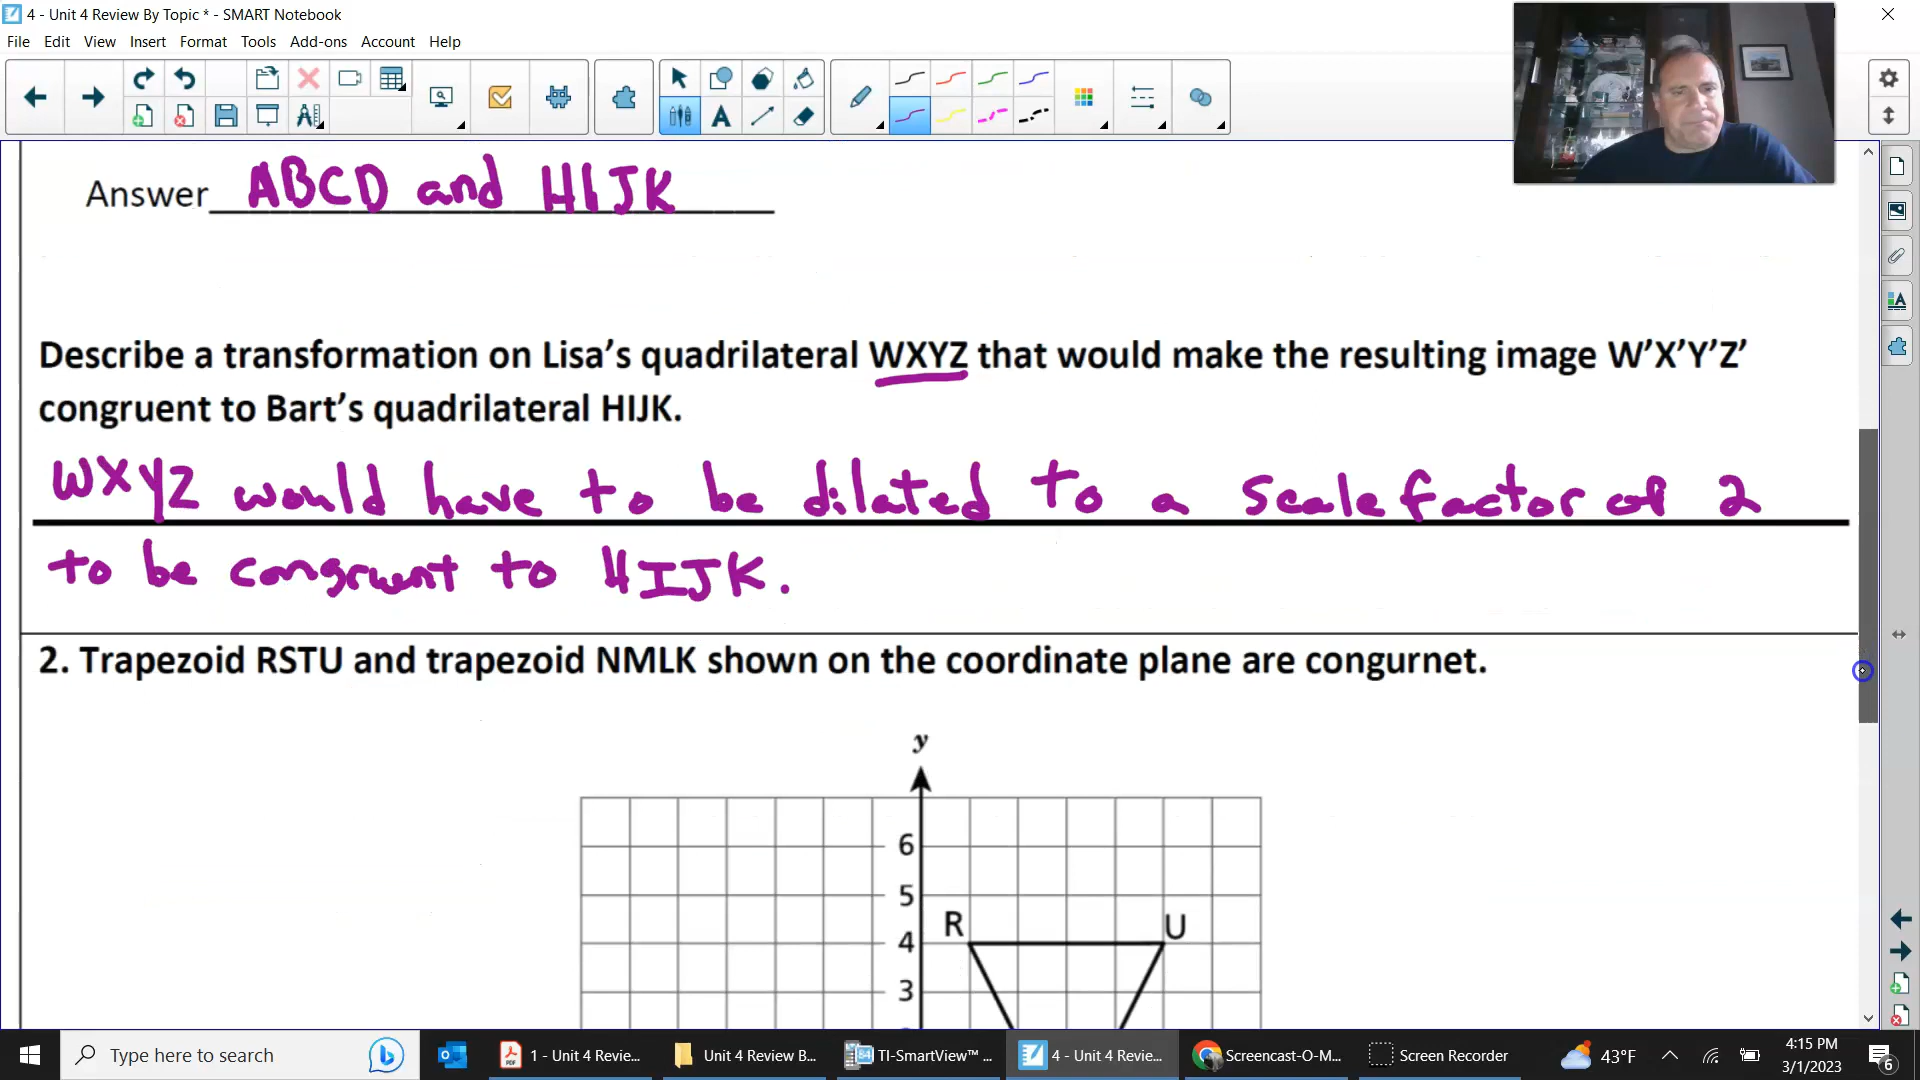 4 - Unit 4 Review By Topic * - SMART Notebook
File Edit View Insert Format Tools Add-ons Account Help
Answer ABCD and HIJK
Describe a transformation on Lisa's quadrilateral WXYZ that would make the resulting image W'X'Y'Z'
congruent to Bart's quadrilateral HIJK.
WXYZ would have to be dilated to a scale factor of 2
to be congruent to HIJK.
2. Trapezoid RSTU and trapezoid NMLK shown on the coordinate plane are congurnet.
y
6
5
R U
4
3
Type here to search
1 - Unit 4 Revie...
Unit 4 Review B...
TI-SmartView™ ...
4 - Unit 4 Revie...
Screencast-O-M...
Screen Recorder
43°F
4:15 PM
3/1/2023
6